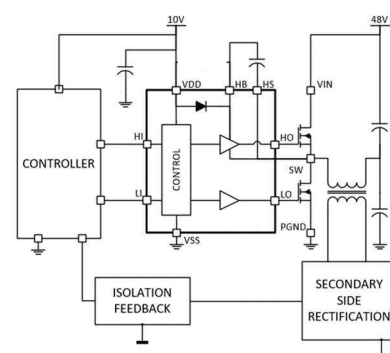 10V
48V
VDD
HB
HS
VIN
HI
HO
CONTROLLER
CONTROL
SW
LI
LO
VSS
PGND
ISOLATION
FEEDBACK
SECONDARY
SIDE
RECTIFICATION